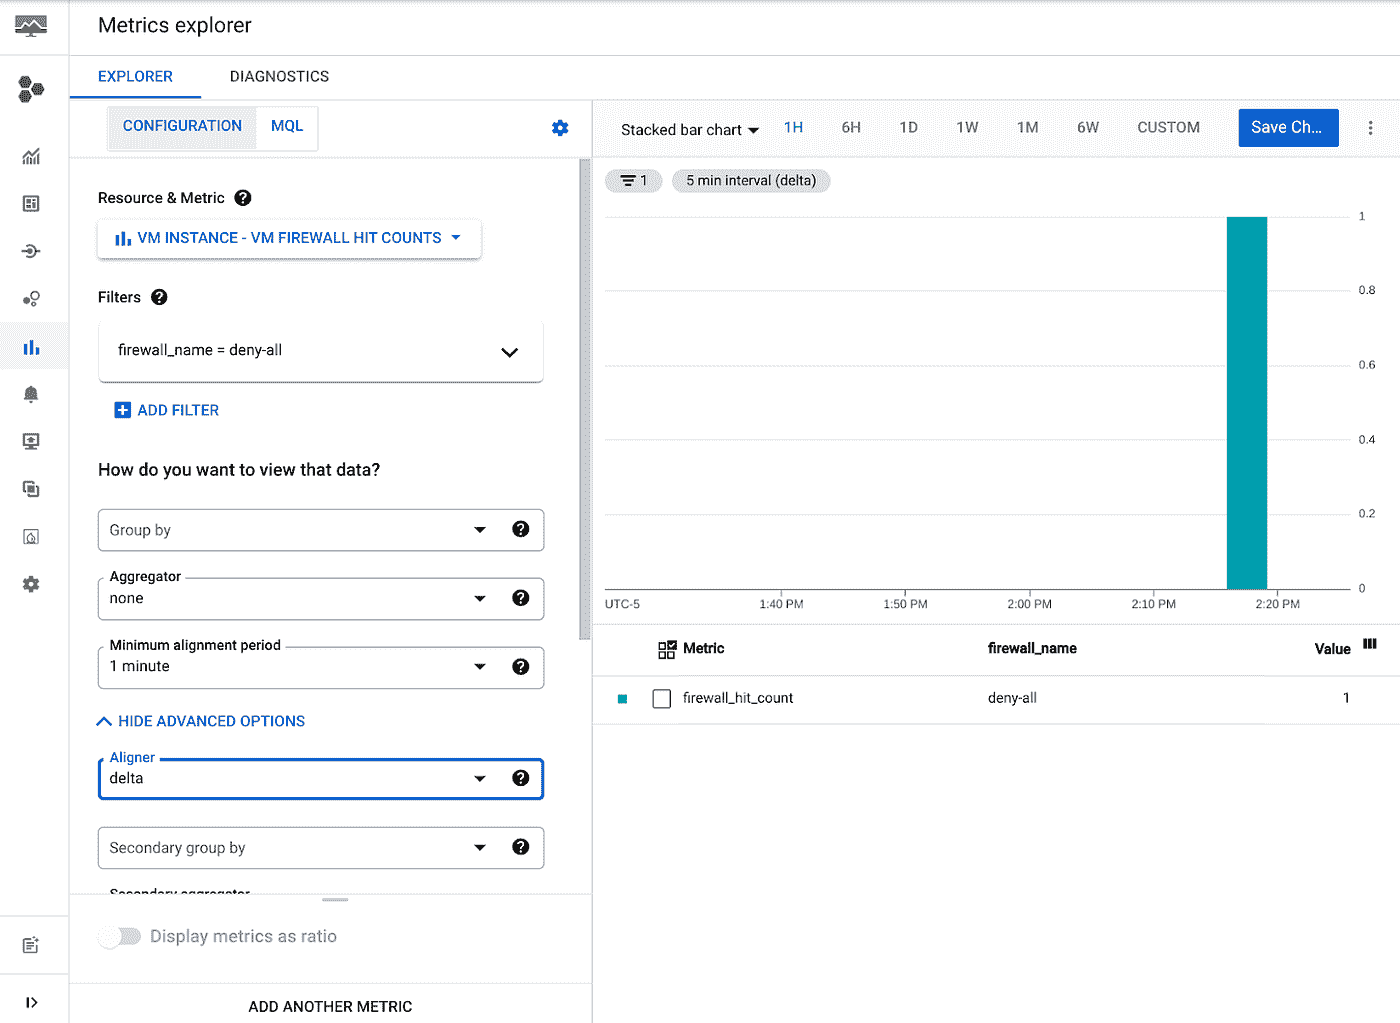 Metrics explorer
EXPLORER
DIAGNOSTICS
CONFIGURATION
MQL
Resource & Metric
VM INSTANCE - VM FIREWALL HIT COUNTS
Filters
firewall_name = deny-all
ADD FILTER
How do you want to view that data?
Group by
Aggregator
none
Minimum alignment period
1 minute
HIDE ADVANCED OPTIONS
Aligner
delta
Secondary group by
Secondary aggregator
Display metrics as ratio
ADD ANOTHER METRIC
Stacked bar chart
1H
6H
1D
1W
1M
6W
CUSTOM
Save Ch...
1
5 min interval (delta)
1
0.8
0.6
0.4
0.2
0
UTC-5
1:40 PM
1:50 PM
2:00 PM
2:10 PM
2:20 PM
Metric
firewall_name
Value
firewall_hit_count
deny-all
1